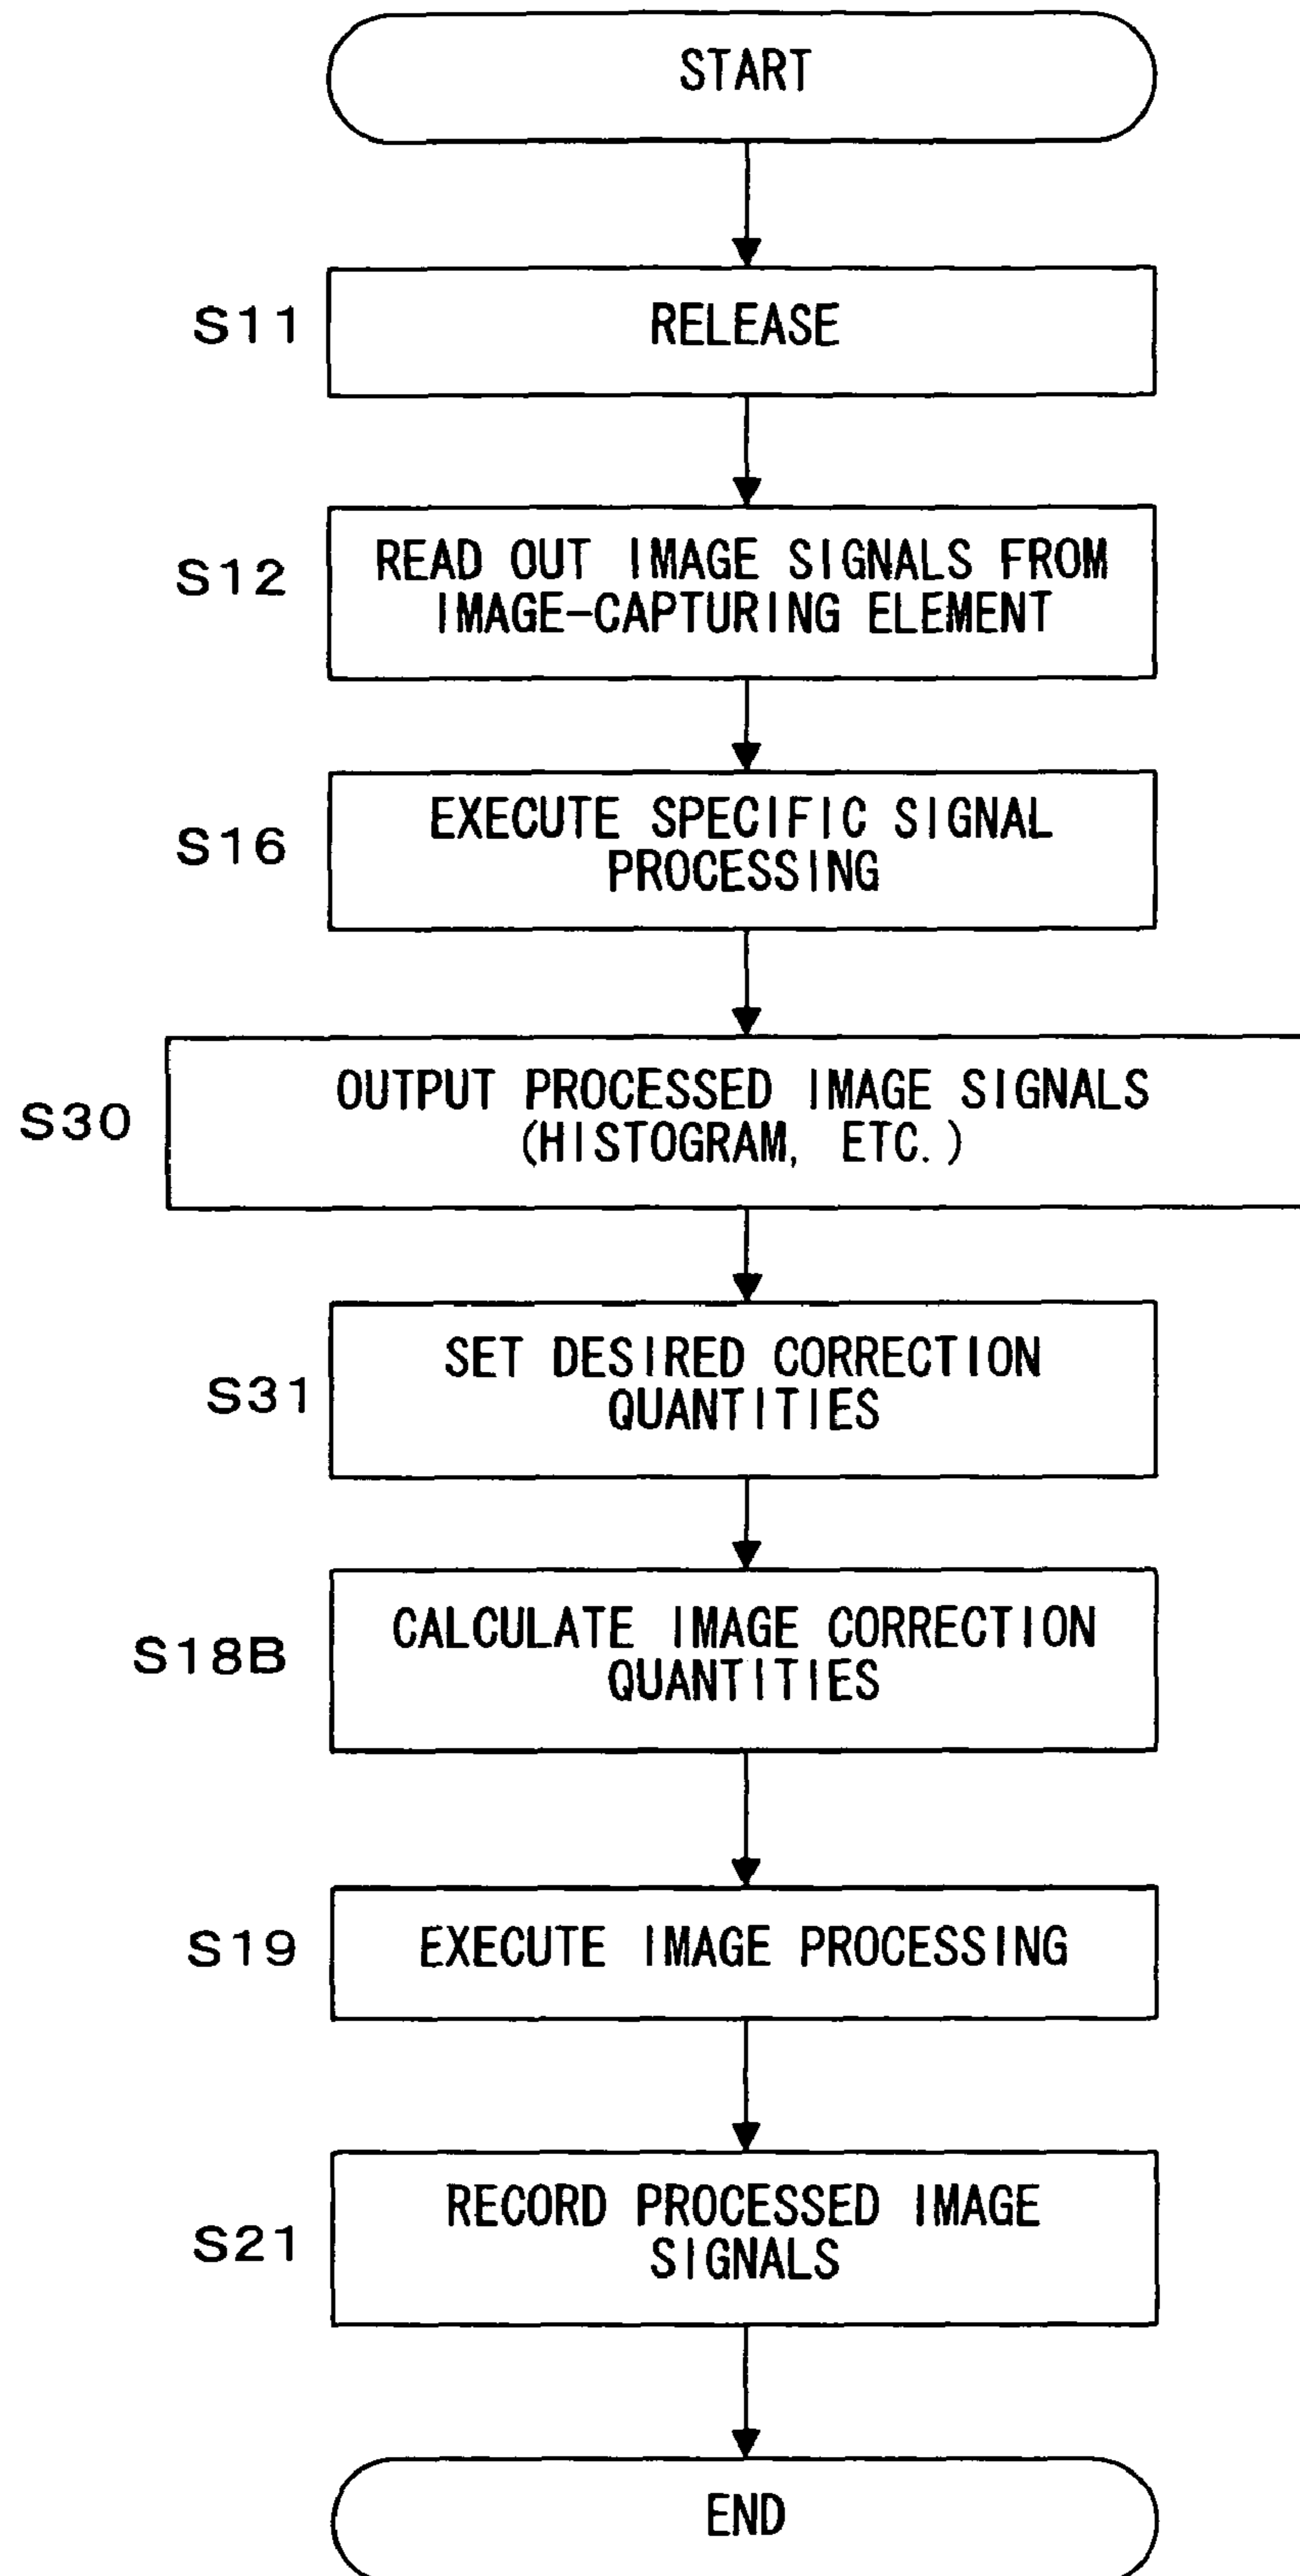 START
S11
RELEASE
S12
READ OUT IMAGE SIGNALS FROM
IMAGE-CAPTURING ELEMENT
S16
EXECUTE SPECIFIC SIGNAL
PROCESSING
S30
OUTPUT PROCESSED IMAGE SIGNALS
(HISTOGRAM, ETC.)
S31
SET DESIRED CORRECTION
QUANTITIES
S18B
CALCULATE IMAGE CORRECTION
QUANTITIES
S19
EXECUTE IMAGE PROCESSING
S21
RECORD PROCESSED IMAGE
SIGNALS
END